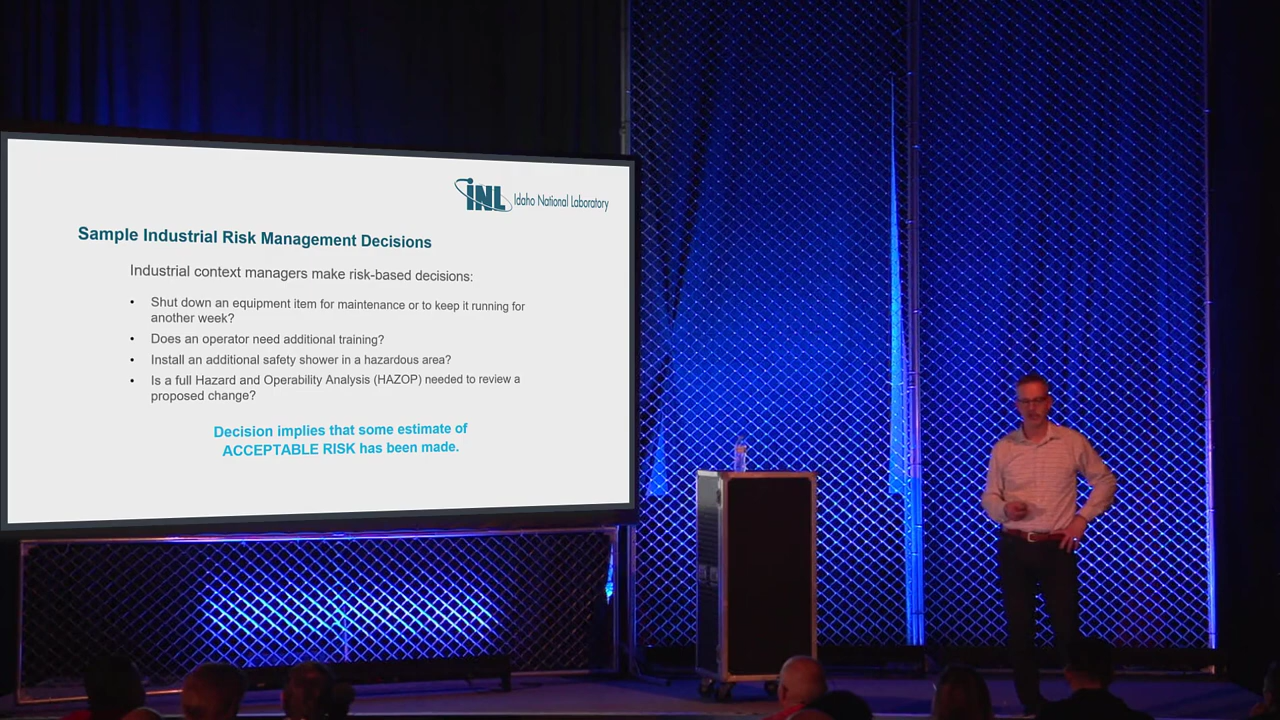 iNL Idaho National Laboratory
Sample Industrial Risk Management Decisions
Industrial context managers make risk-based decisions:
• Shut down an equipment item for maintenance or to keep it running for
another week?
• Does an operator need additional training?
• Install an additional safety shower in a hazardous area?
• Is a full Hazard and Operability Analysis (HAZOP) needed to review a
proposed change?
Decision implies that some estimate of
ACCEPTABLE RISK has been made.